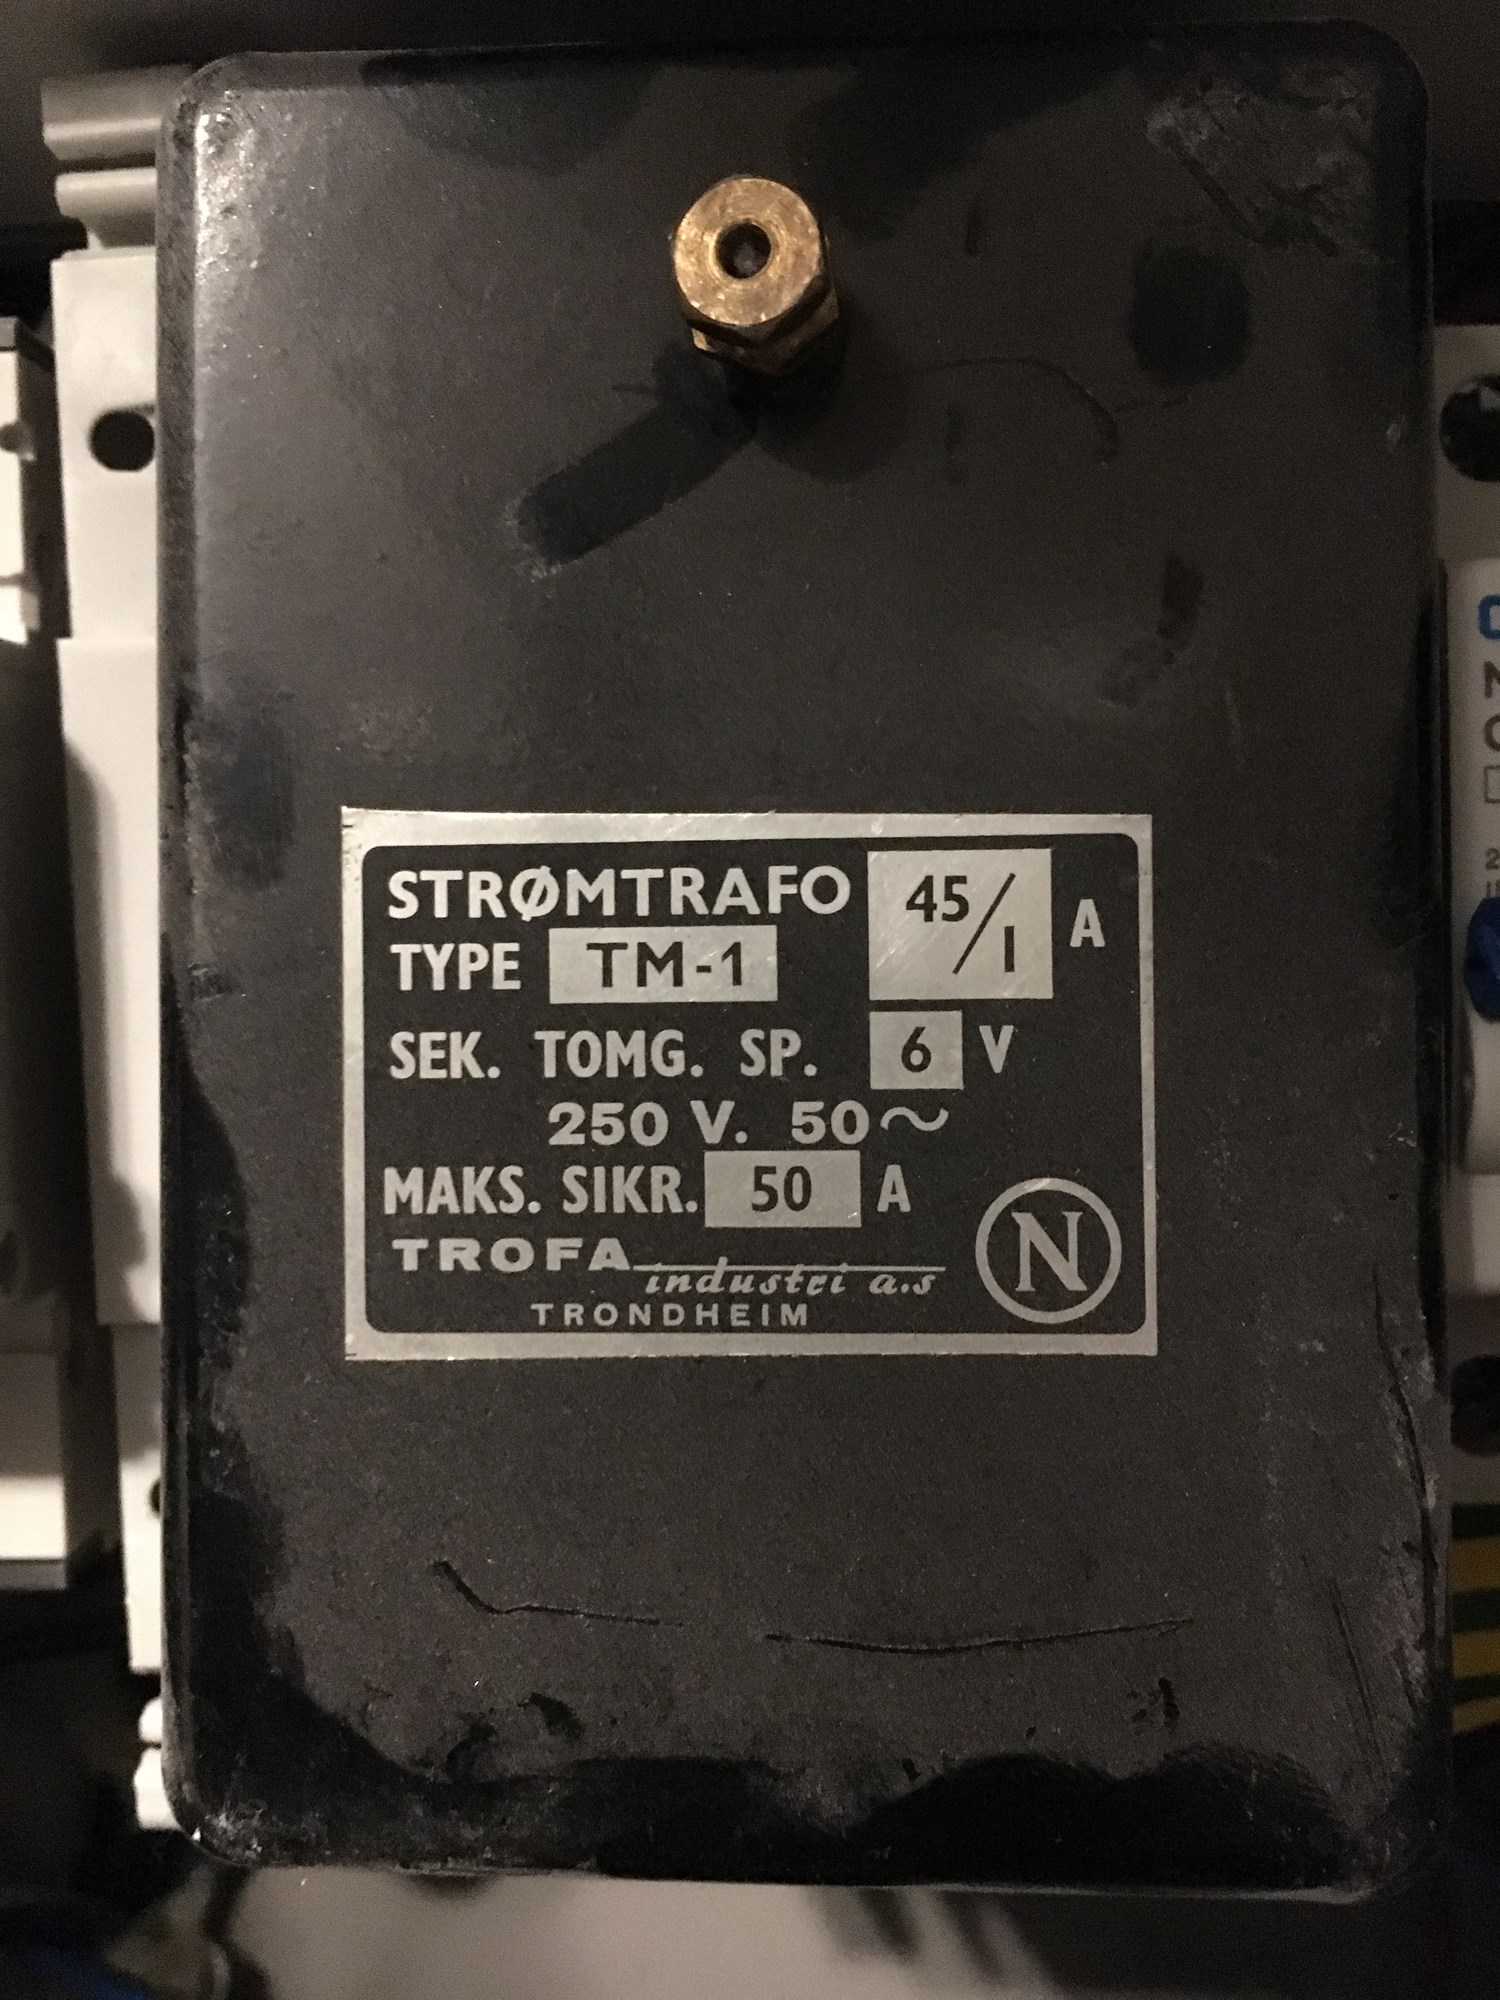 STRØMTRAFO 45/1 A
TYPE TM-1
SEK. TOMG. SP. 6 V
250 V. 50~
MAKS. SIKR. 50 A
TROFA industri a.s
TRONDHEIM
N